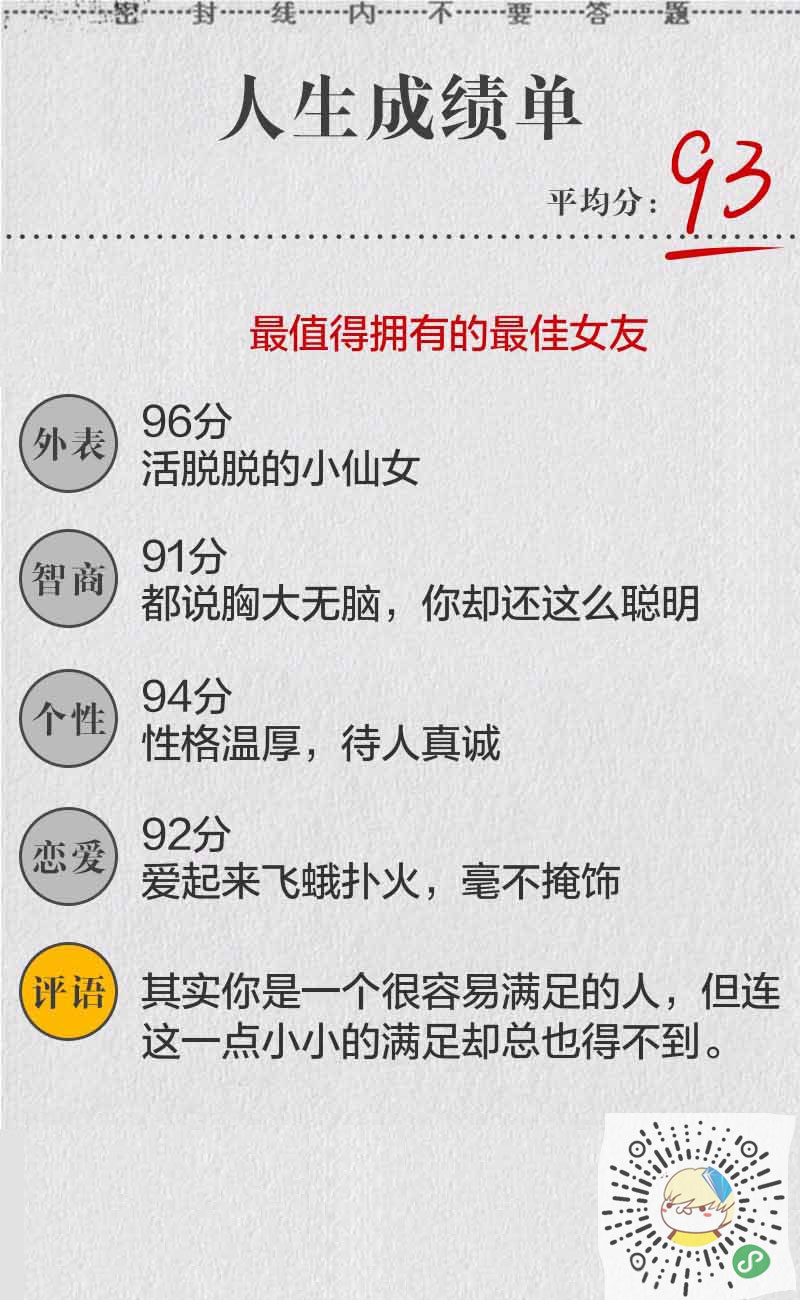 密封线内不要答题
人生成绩单
平均分：93
最值得拥有的最佳女友
外表
96分
活脱脱的小仙女
智商
91分
都说胸大无脑，你却还这么聪明
个性
94分
性格温厚，待人真诚
恋爱
92分
爱起来飞蛾扑火，毫不掩饰
评语
其实你是一个很容易满足的人，但连
这一点小小的满足却总也得不到。